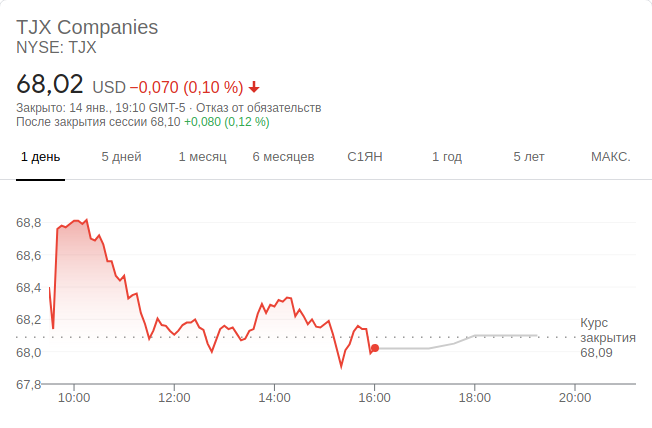 TJX Companies
NYSE: TJX
68,02 USD −0,070 (0,10 %)
Закрыто: 14 янв., 19:10 GMT-5 · Отказ от обязательств
После закрытия сессии 68,10 +0,080 (0,12 %)
1 день 5 дней 1 месяц 6 месяцев С1ЯН 1 год 5 лет МАКС.
68,8
68,6
68,4
68,2
68,0
67,8
Курс
закрытия
68,09
10:00 12:00 14:00 16:00 18:00 20:00